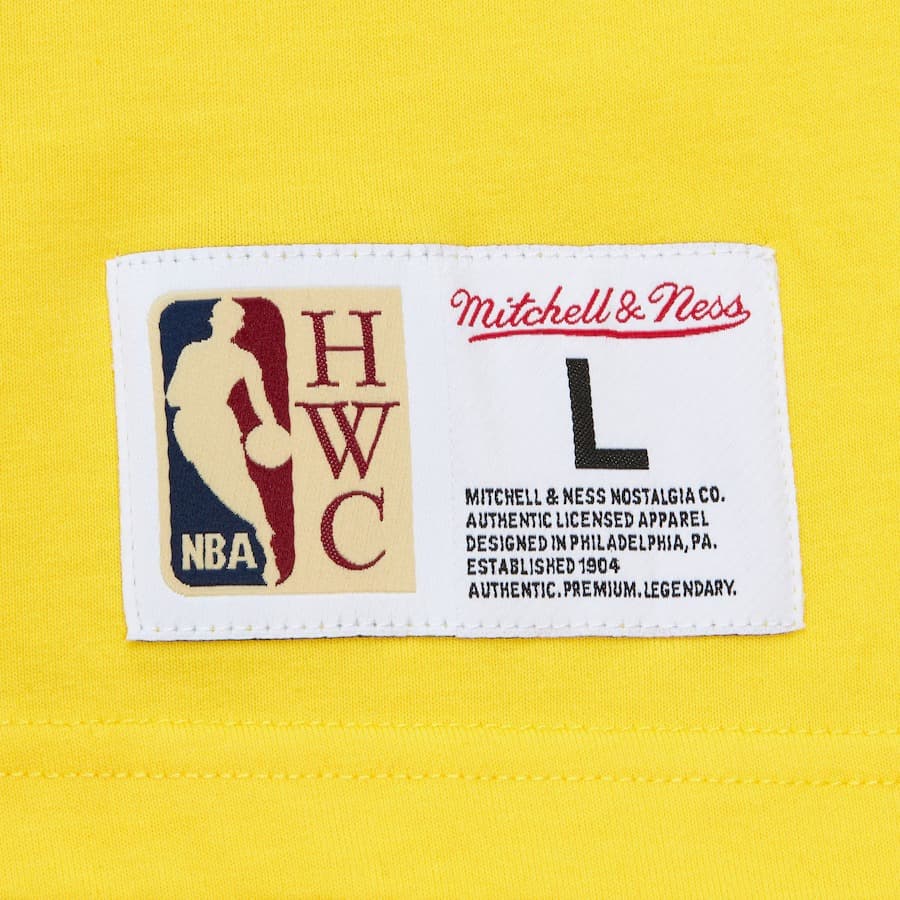 NBA
H
W
C
Mitchell & Ness
L
MITCHELL & NESS NOSTALGIA CO.
AUTHENTIC LICENSED APPAREL
DESIGNED IN PHILADELPHIA, PA.
ESTABLISHED 1904
AUTHENTIC. PREMIUM. LEGENDARY.